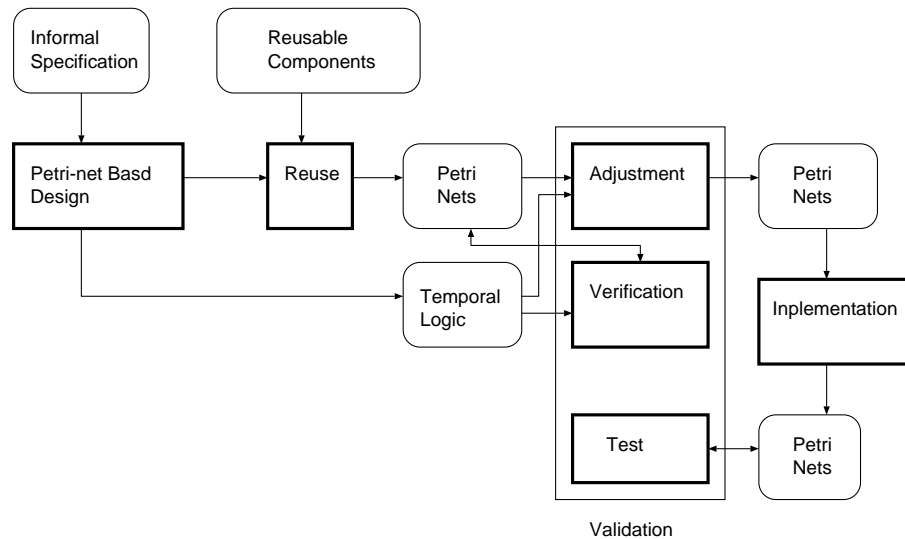 Informal
Specification
Reusable
Components
Petri-net Basd
Design
Reuse
Petri
Nets
Adjustment
Petri
Nets
Temporal
Logic
Verification
Inplementation
Test
Petri
Nets
Validation